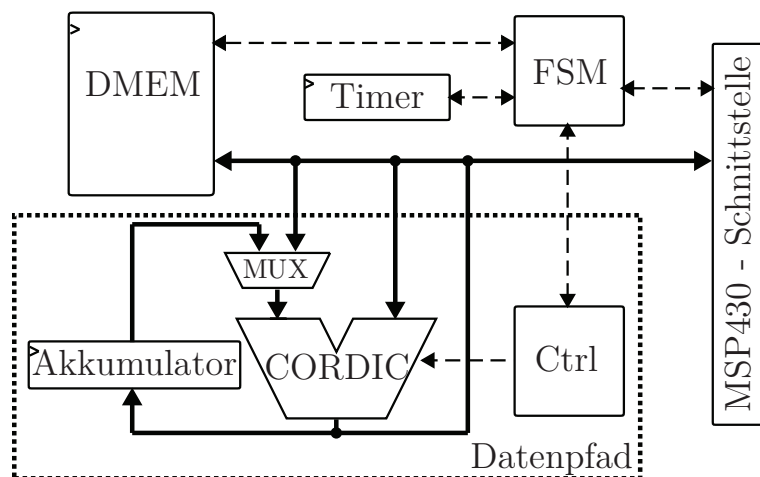 DMEM
FSM
Timer
MSP430 - Schnittstelle
MUX
Akkumulator
CORDIC
Ctrl
Datenpfad